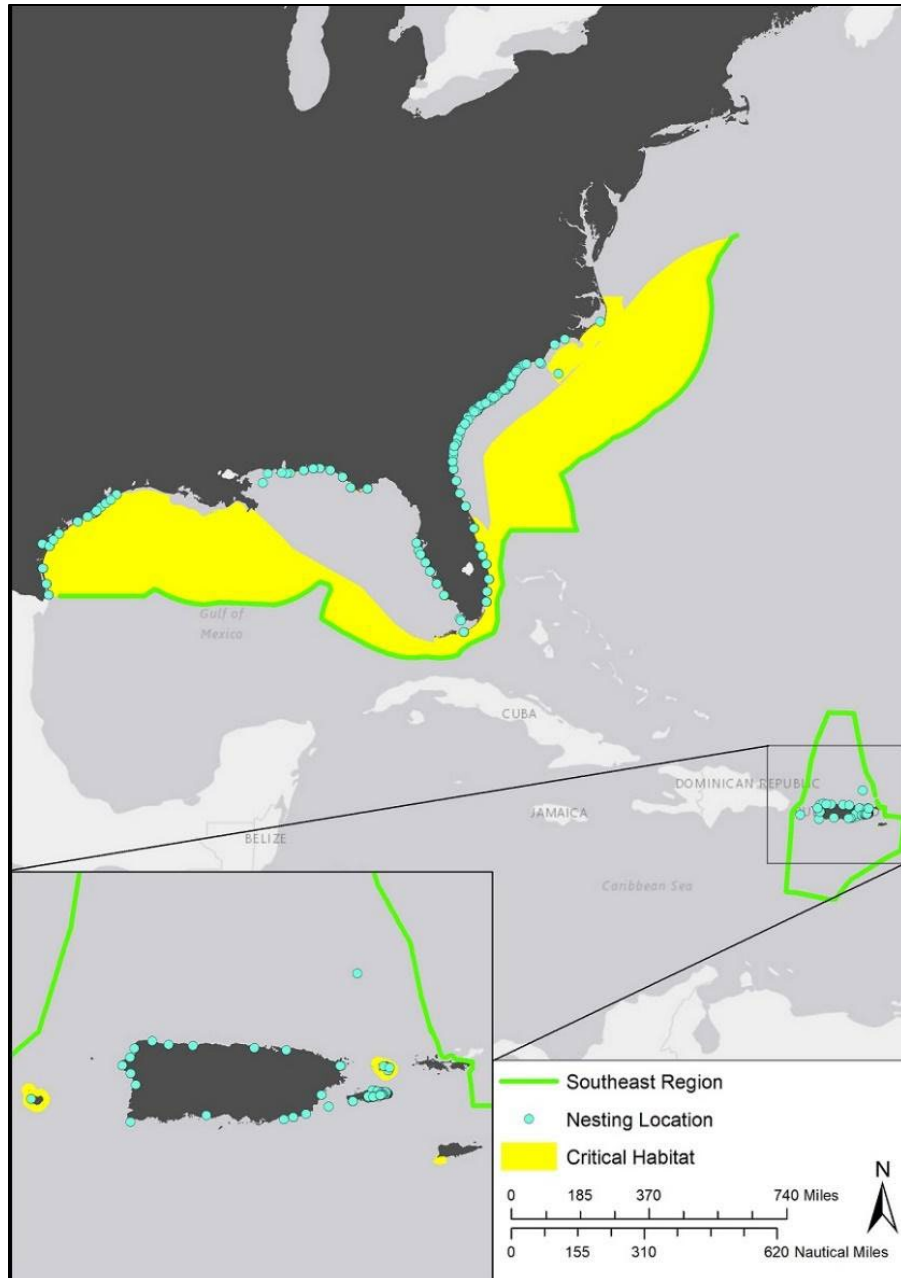 Gulf of
Mexico
CUBA
DOMINICAN REPUBLIC
JAMAICA
BELIZE
Caribbean Sea
Southeast Region
Nesting Location
Critical Habitat
N
0 185 370 740 Miles
0 155 310 620 Nautical Miles